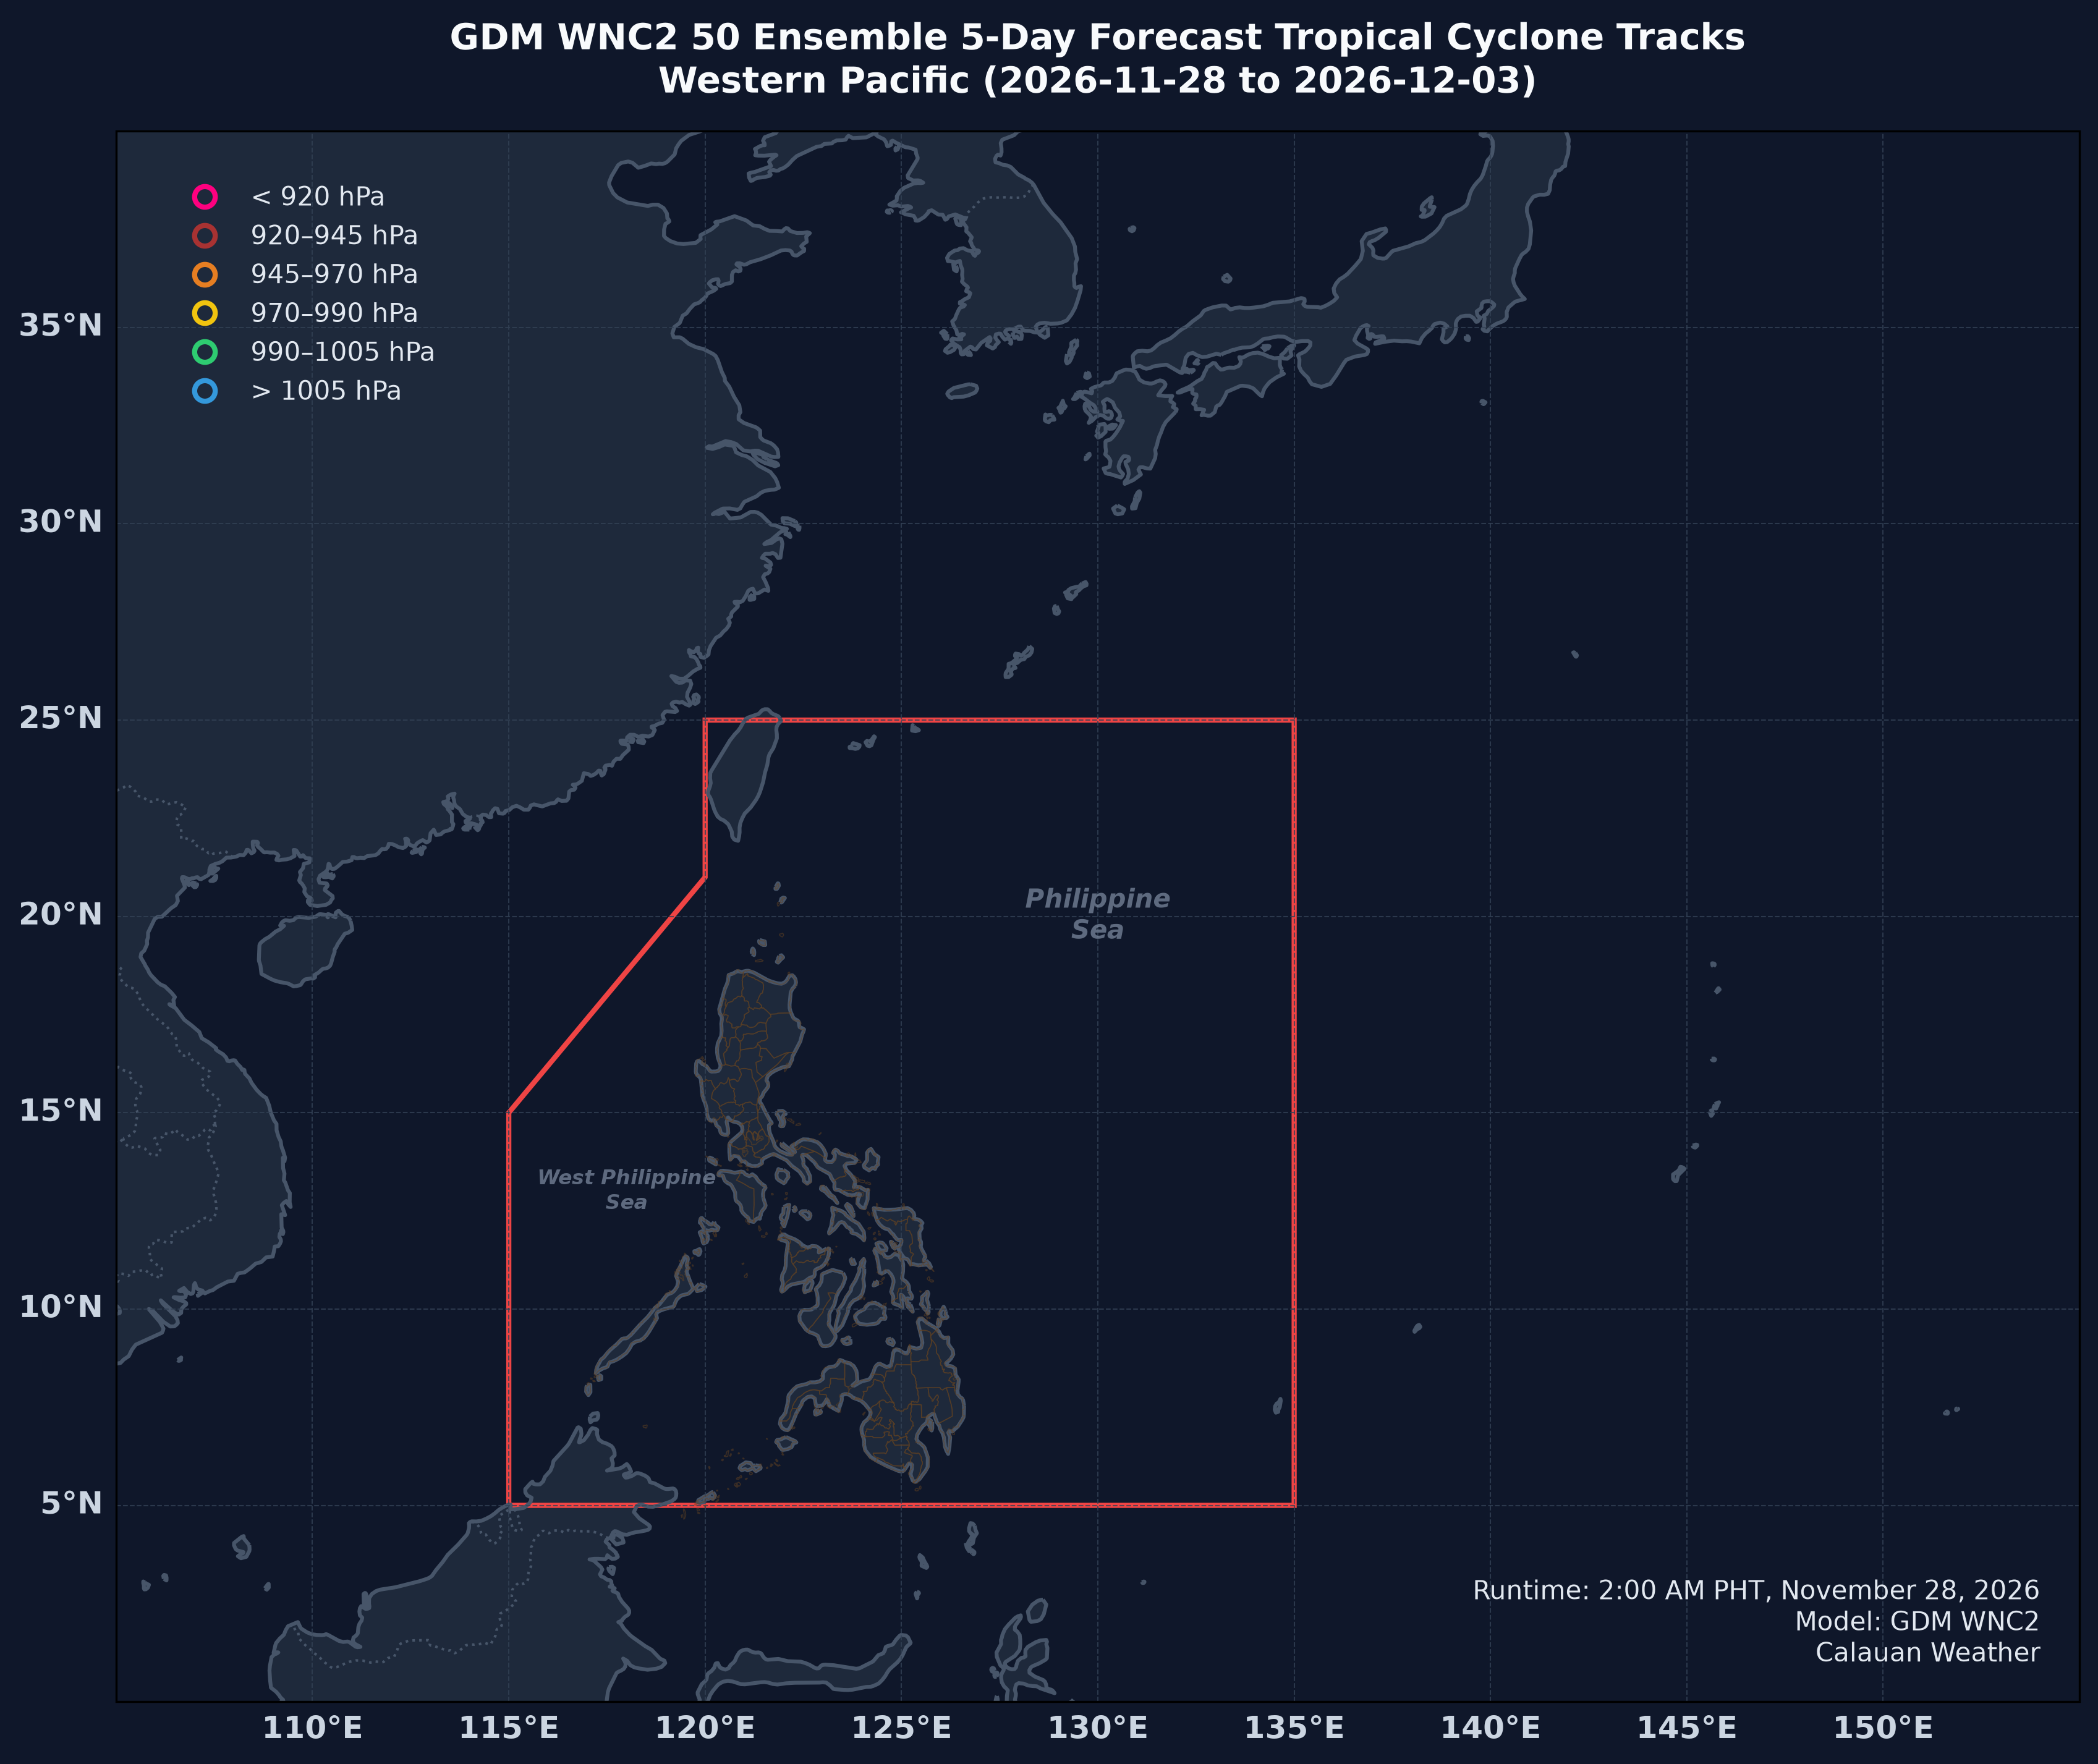 GDM WNC2 50 Ensemble 5-Day Forecast Tropical Cyclone Tracks
Western Pacific (2026-11-28 to 2026-12-03)
< 920 hPa
920–945 hPa
945–970 hPa
970–990 hPa
990–1005 hPa
> 1005 hPa
35°N
30°N
25°N
20°N
15°N
10°N
5°N
Philippine
Sea
West Philippine
Sea
Runtime: 2:00 AM PHT, November 28, 2026
Model: GDM WNC2
Calauan Weather
110°E
115°E
120°E
125°E
130°E
135°E
140°E
145°E
150°E